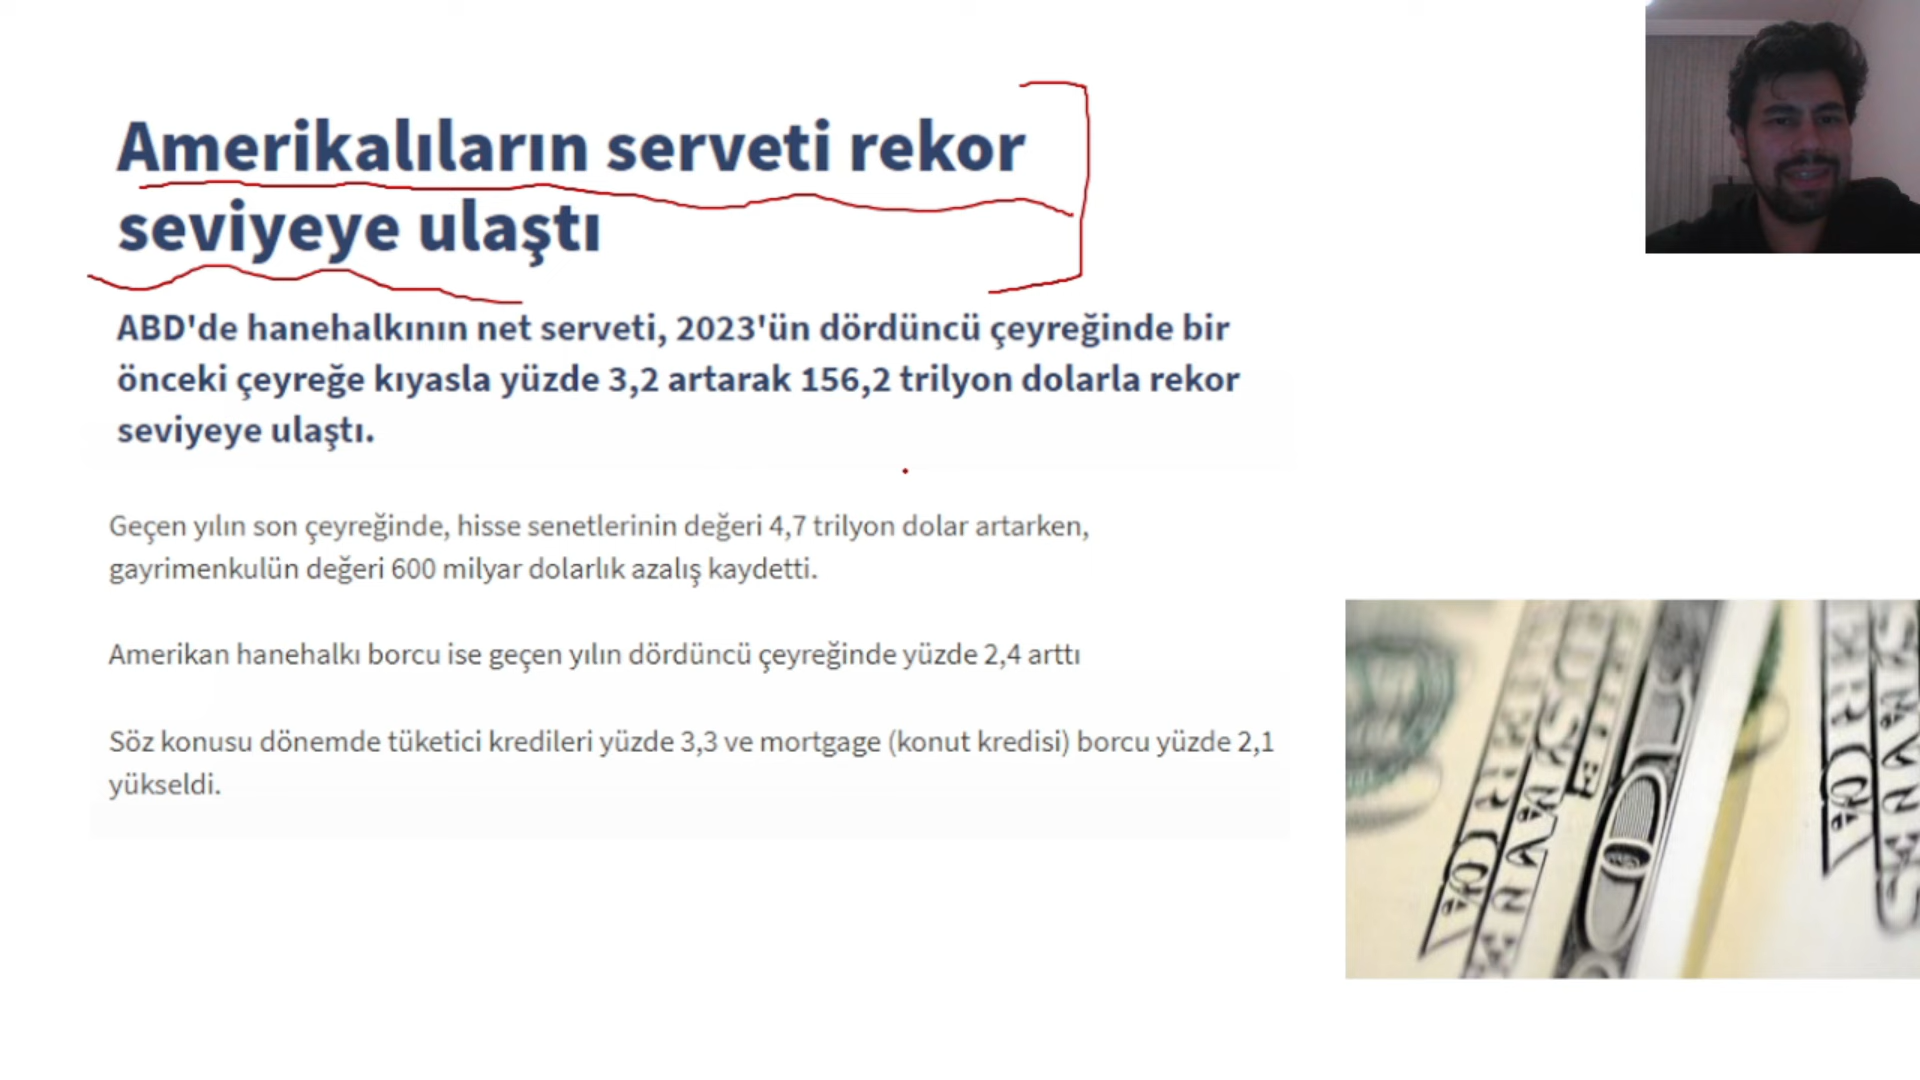 Amerikalıların serveti rekor
seviyeye ulaştı
ABD'de hanehalkının net serveti, 2023'ün dördüncü çeyreğinde bir
önceki çeyreğe kıyasla yüzde 3,2 artarak 156,2 trilyon dolarla rekor
seviyeye ulaştı.
Geçen yılın son çeyreğinde, hisse senetlerinin değeri 4,7 trilyon dolar artarken,
gayrimenkulün değeri 600 milyar dolarlık azalış kaydetti.
Amerikan hanehalkı borcu ise geçen yılın dördüncü çeyreğinde yüzde 2,4 arttı
Söz konusu dönemde tüketici kredileri yüzde 3,3 ve mortgage (konut kredisi) borcu yüzde 2,1
yükseldi.